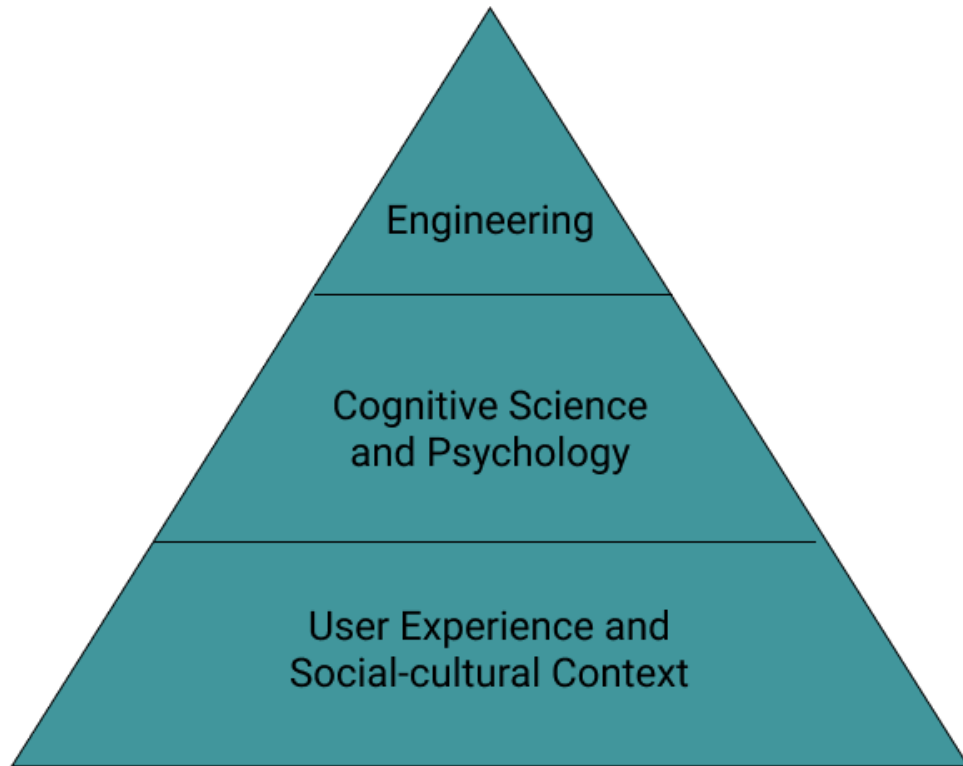 Engineering
Cognitive Science
and Psychology
User Experience and
Social-cultural Context